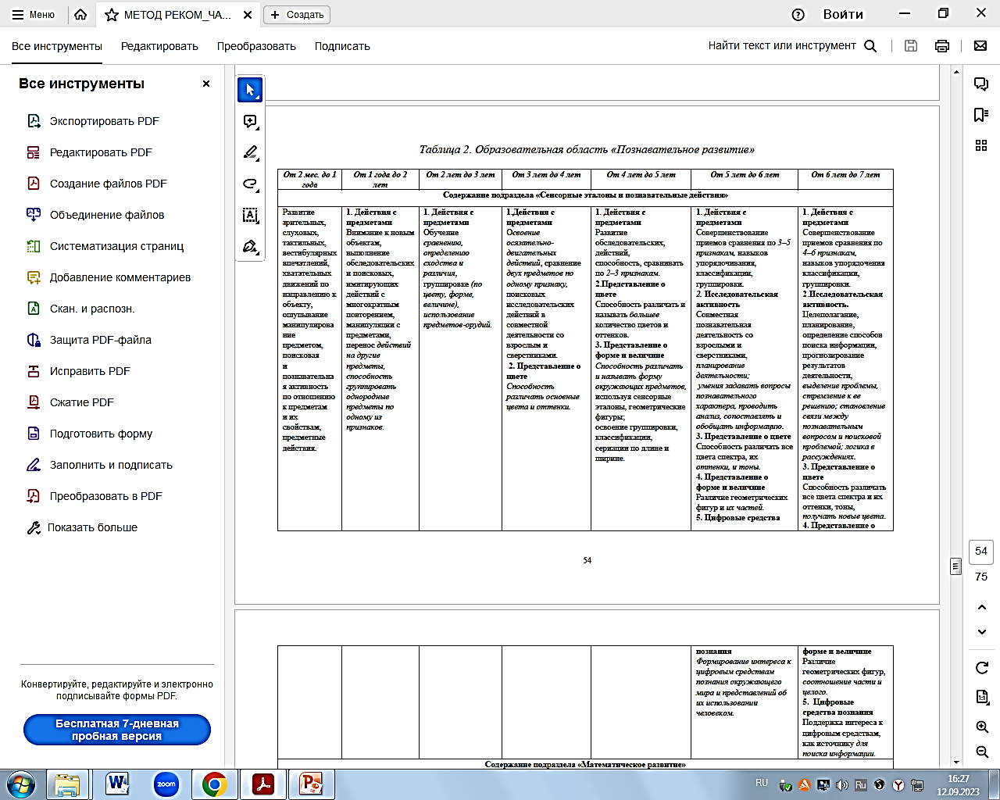 Меню
МЕТОД РЕКОМ_ЧА...
Создать
Войти
Все инструменты
Редактировать
Преобразовать
Подписать
Найти текст или инструмент
Все инструменты
Экспортировать PDF
Редактировать PDF
Создание файлов PDF
Объединение файлов
Систематизация страниц
Добавление комментариев
Скан. и распозн.
Защита PDF-файла
Исправить PDF
Сжатие PDF
Подготовить форму
Заполнить и подписать
Преобразовать в PDF
Показать больше
Конвертируйте, редактируйте и электронно
подписывайте формы PDF.
Бесплатная 7-дневная
пробная версия
Таблица 2. Образовательная область «Познавательное развитие»
От 2 мес. до 1
года
От 1 года до 2
лет
От 2 лет до 3 лет
От 3 лет до 4 лет
От 4 лет до 5 лет
От 5 лет до 6 лет
От 6 лет до 7 лет
Содержание подраздела «Сенсорные эталоны и познавательные действия»
Развитие
зрительных,
слуховых,
тактильных,
вестибулярных
впечатлений,
хватательных
движений по
направлению к
объекту,
ощупывание
манипулирова
ние
предметом,
поисковая
и
познавательна
я активность
по отношению
к предметам
и их
свойствам,
предметные
действия.
1. Действия с
предметами
Внимание к новым
объектам,
выполнение
обследовательских
и поисковых,
имитирующих
действий с
многократным
повторением,
манипуляции с
предметами,
перенос действий
на другие
предметы,
способность
группировать
однородные
предметы по
одному из
признаков.
1. Действия с
предметами
Обучение
сравнению,
определению
сходства и
различия,
группировке (по
цвету, форме,
величине),
использование
предметов-орудий.
1.Действия с
предметами
Освоение
осязательно-
двигательных
действий, сравнение
двух предметов по
одному признаку,
поисковых
исследовательских
действий в
совместной
деятельности со
взрослым и
сверстниками.
2. Представление о
цвете
Способность
различать основные
цвета и оттенки.
1. Действия с
предметами
Развитие
обследовательских,
действий,
способность, сравнивать
по 2–3 признакам.
2.Представление о
цвете
Способность различать и
называть большее
количество цветов и
оттенков.
3. Представление о
форме и величине
Способность различать
и называть форму
окружающих предметов,
используя сенсорные
эталоны, геометрические
фигуры;
освоение группировки,
классификации,
сериации по длине и
ширине.
1. Действия с
предметами
Совершенствование
приемов сравнения по 3–5
признакам, навыков
упорядочивания,
классификации,
группировки.
2. Исследовательская
активность
Совместная
познавательная
деятельность со
взрослыми и
сверстниками,
планирование
деятельности;
умения задавать вопросы
познавательного
характера, проводить
анализ, сопоставлять и
обобщать информацию.
3. Представление о цвете
Способность различать все
цвета спектра, их
оттенки, и тоны.
4. Представление о
форме и величине
Различие геометрических
фигур и их частей.
5. Цифровые средства
1. Действия с
предметами
Совершенствование
приемов сравнения по
4–6 признакам,
навыков упорядочения
классификации,
группировки.
2.Исследовательская
активность.
Целеполагание,
планирование,
определение способов
поиска информации,
прогнозирование
результатов
деятельности,
выделение проблемы,
стремление к ее
решению; становление
связи между
познавательным
вопросом и поисковой
проблемой; логика в
рассуждениях.
3. Представление о
цвете
Способность различать
все цвета спектра и их
оттенки, тоны,
получать новые цвета.
4. Представление о
54
познания
Формирование интереса к
цифровым средствам
познания окружающего
мира и представлений об
их использовании
человеком.
форме и величине
Различие
геометрических фигур,
соотношение части и
целого.
5. Цифровые
средства познания
Поддержка интереса к
цифровым средствам,
как источнику для
поиска информации.
Содержание подраздела «Математическое развитие»
54
75
1:1
zoom
RU
Ru
16:27
12.09.2023